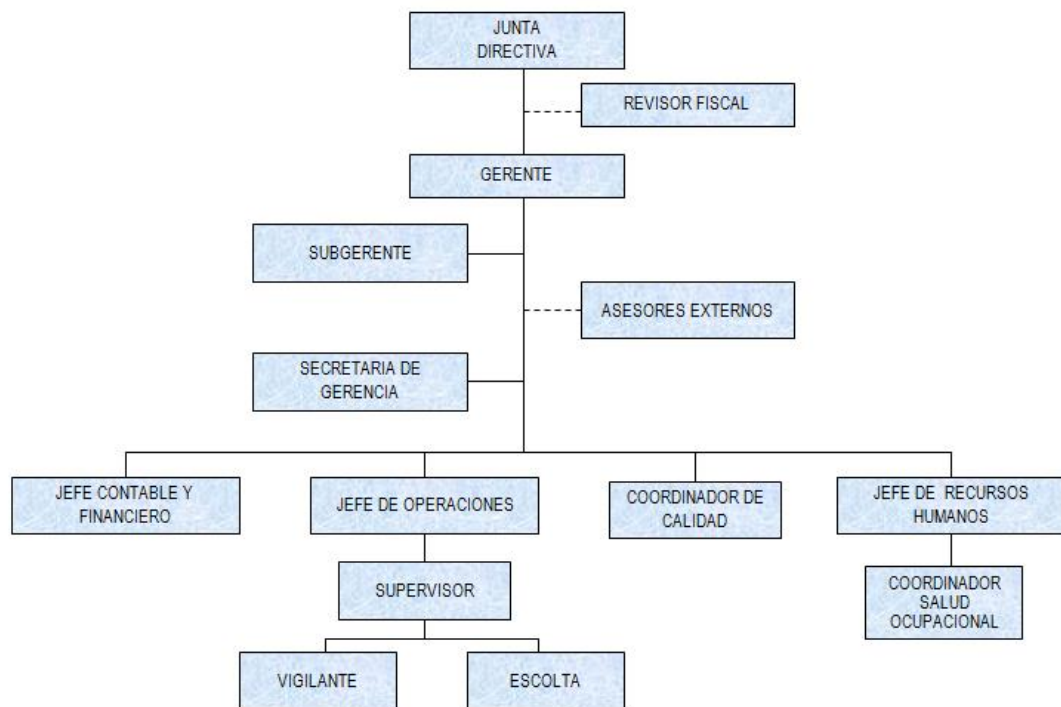 JUNTA
DIRECTIVA
REVISOR FISCAL
GERENTE
SUBGERENTE
ASESORES EXTERNOS
SECRETARIA DE
GERENCIA
JEFE CONTABLE Y
FINANCIERO
JEFE DE OPERACIONES
COORDINADOR DE
CALIDAD
JEFE DE RECURSOS
HUMANOS
SUPERVISOR
COORDINADOR
SALUD
OCUPACIONAL
VIGILANTE
ESCOLTA